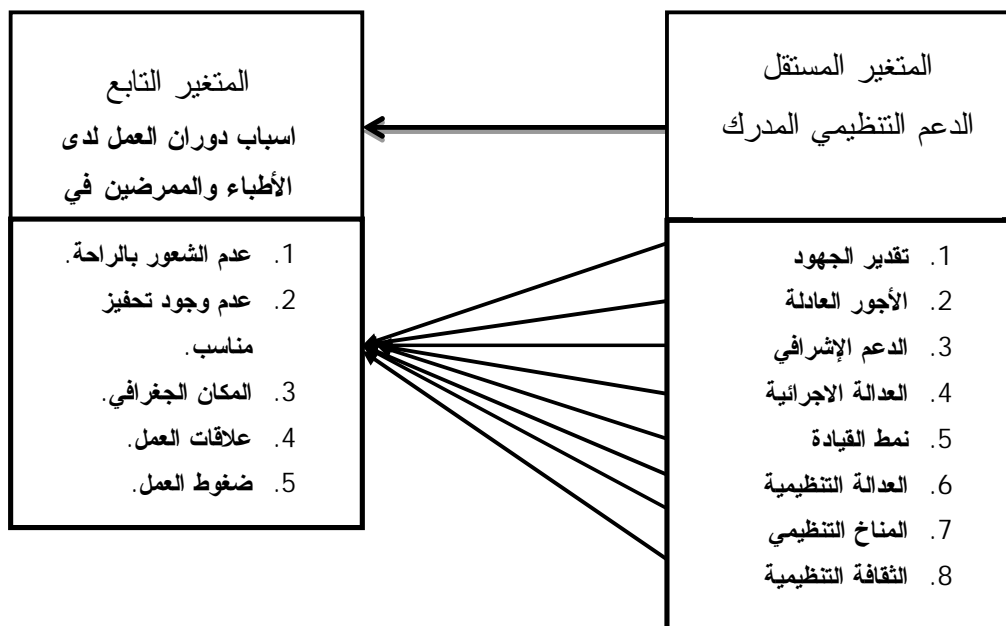 المتغير المستقل
الدعم التنظيمي المدرك
1. تقدير الجهود
2. الأجور العادلة
3. الدعم الإشرافي
4. العدالة الاجرائية
5. نمط القيادة
6. العدالة التنظيمية
7. المناخ التنظيمي
8. الثقافة التنظيمية
المتغير التابع
اسباب دوران العمل لدى
الأطباء والممرضين في
1. عدم الشعور بالراحة.
2. عدم وجود تحفيز
مناسب.
3. المكان الجغرافي.
4. علاقات العمل.
5. ضغوط العمل.